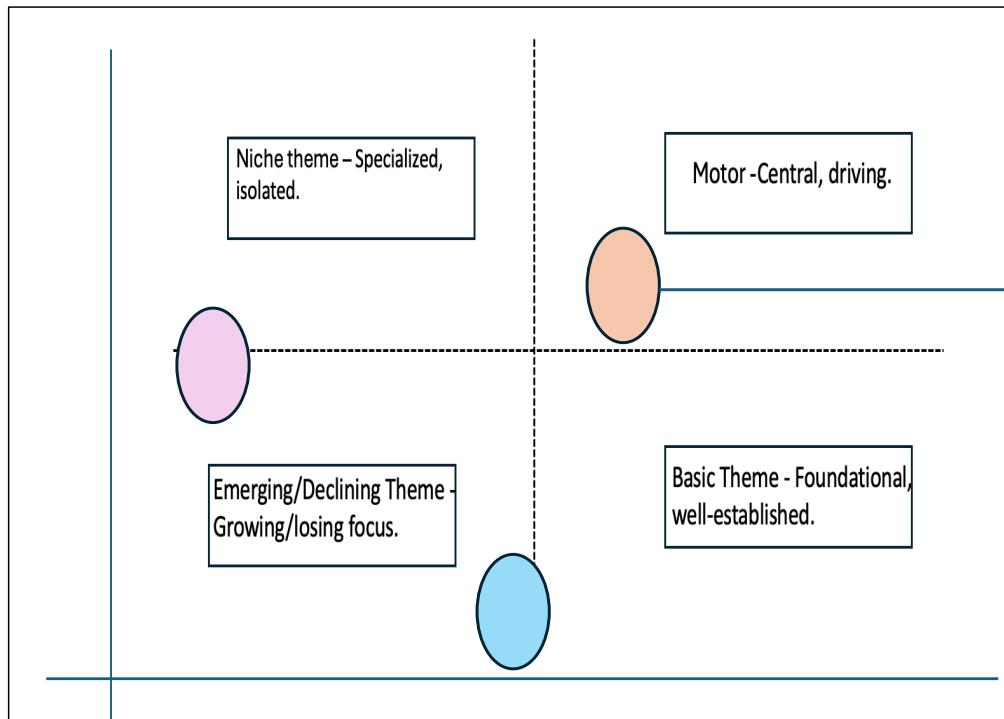 Niche theme – Specialized,
isolated.
Motor -Central, driving.
Emerging/Declining Theme -
Growing/losing focus.
Basic Theme - Foundational,
well-established.